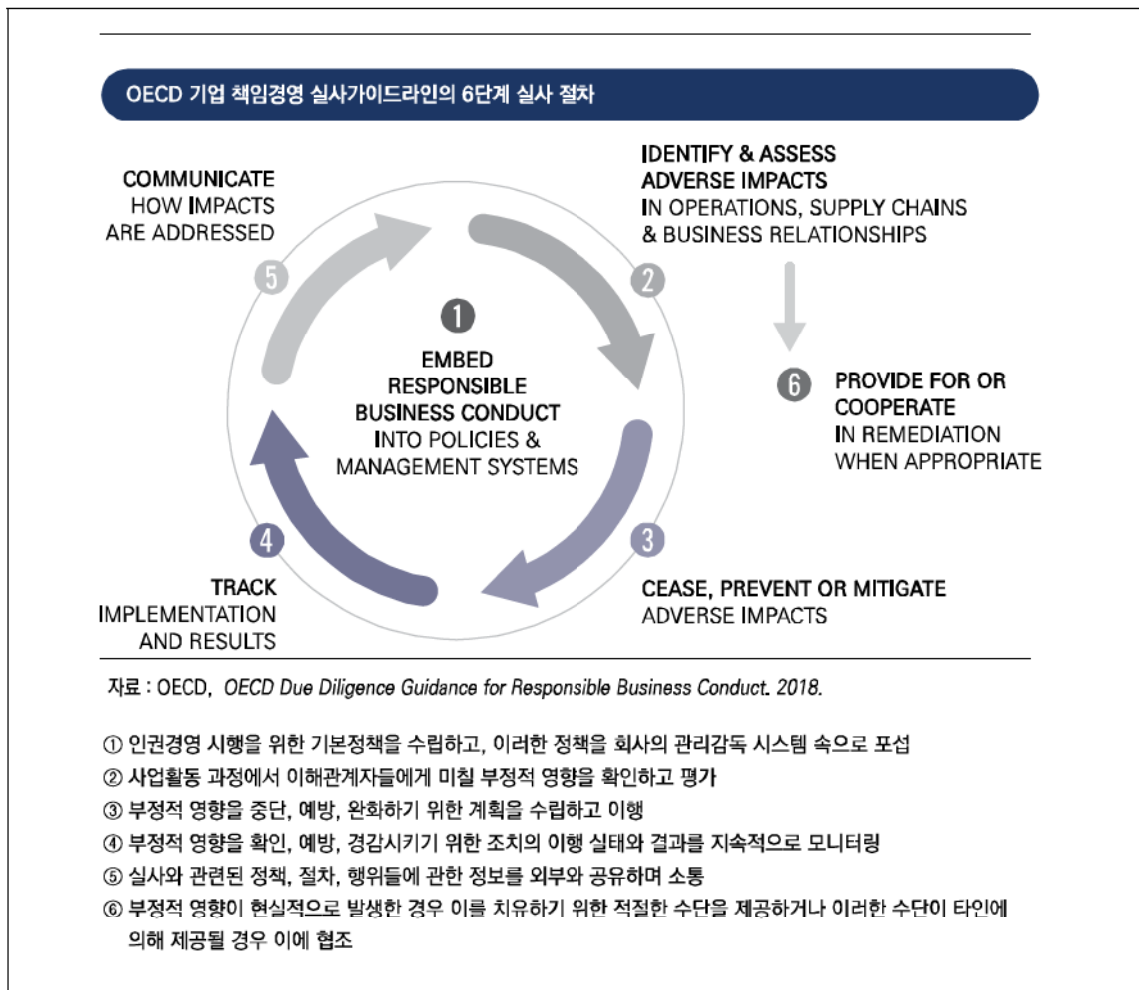 OECD 기업 책임경영 실사가이드라인의 6단계 실사 절차
COMMUNICATE
HOW IMPACTS
ARE ADDRESSED
5
IDENTIFY & ASSESS
ADVERSE IMPACTS
IN OPERATIONS, SUPPLY CHAINS
& BUSINESS RELATIONSHIPS
2
1
EMBED
RESPONSIBLE
BUSINESS CONDUCT
INTO POLICIES &
MANAGEMENT SYSTEMS
6
PROVIDE FOR OR
COOPERATE
IN REMEDIATION
WHEN APPROPRIATE
4
TRACK
IMPLEMENTATION
AND RESULTS
3
CEASE, PREVENT OR MITIGATE
ADVERSE IMPACTS
자료 : OECD, OECD Due Diligence Guidance for Responsible Business Conduct. 2018.
① 인권경영 시행을 위한 기본정책을 수립하고, 이러한 정책을 회사의 관리감독 시스템 속으로 포섭
② 사업활동 과정에서 이해관계자들에게 미칠 부정적 영향을 확인하고 평가
③ 부정적 영향을 중단, 예방, 완화하기 위한 계획을 수립하고 이행
④ 부정적 영향을 확인, 예방, 경감시키기 위한 조치의 이행 실태와 결과를 지속적으로 모니터링
⑤ 실사와 관련된 정책, 절차, 행위들에 관한 정보를 외부와 공유하며 소통
⑥ 부정적 영향이 현실적으로 발생한 경우 이를 치유하기 위한 적절한 수단을 제공하거나 이러한 수단이 타인에
의해 제공될 경우 이에 협조